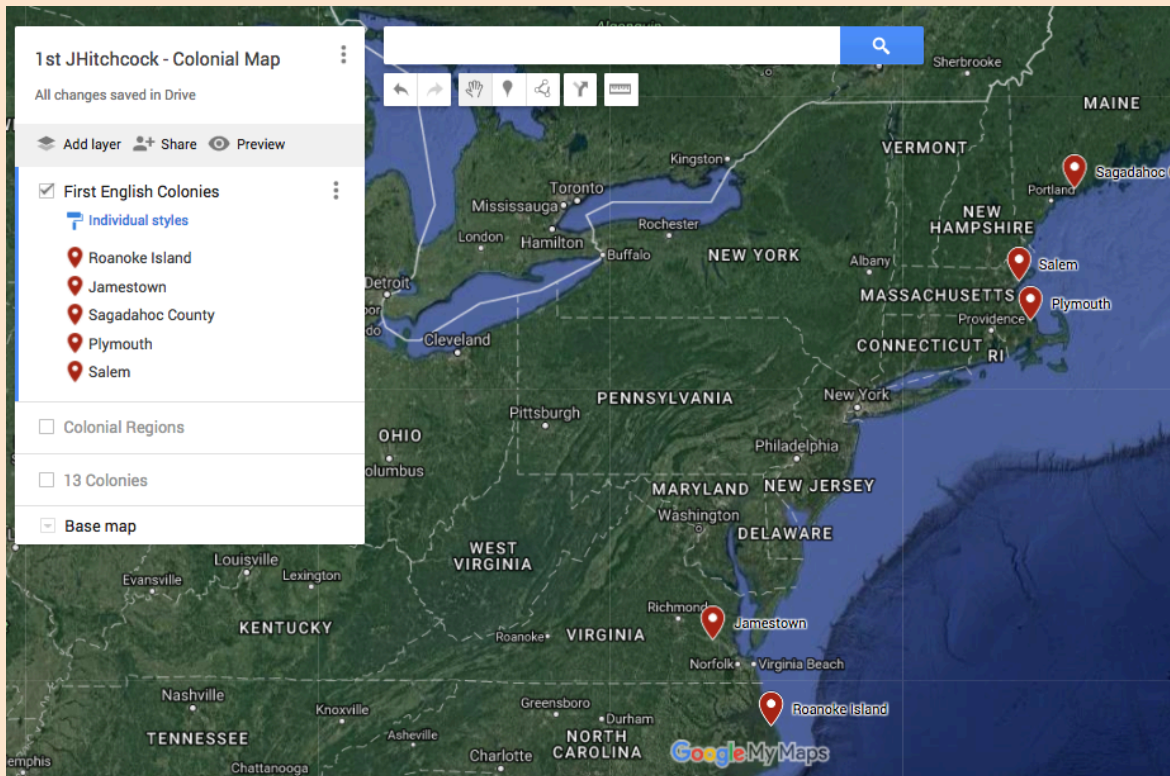 1st JHitchcock - Colonial Map
All changes saved in Drive
Add layer Share Preview
First English Colonies
Individual styles
Roanoke Island
Jamestown
Sagadahoc County
Plymouth
Salem
Colonial Regions
13 Colonies
Base map
Sherbrooke
MAINE
VERMONT
Kingston
Sagadahoc
Toronto
Portland
Mississauga
NEW
HAMPSHIRE
Rochester
London
Hamilton
Buffalo
NEW YORK
Albany
Salem
Detroit
MASSACHUSETTS
Plymouth
Providence
Cleveland
CONNECTICUT
RI
PENNSYLVANIA
New York
Pittsburgh
OHIO
Philadelphia
olumbus
MARYLAND
NEW JERSEY
Washington
DELAWARE
WEST
VIRGINIA
Louisville
Evansville
Lexington
Richmond
Jamestown
KENTUCKY
Roanoke
VIRGINIA
Norfolk
Virginia Beach
Nashville
Knoxville
Greensboro
Roanoke Island
Durham
TENNESSEE
Asheville
NORTH
CAROLINA
Charlotte
Google My Maps
emphis
Chattanooga